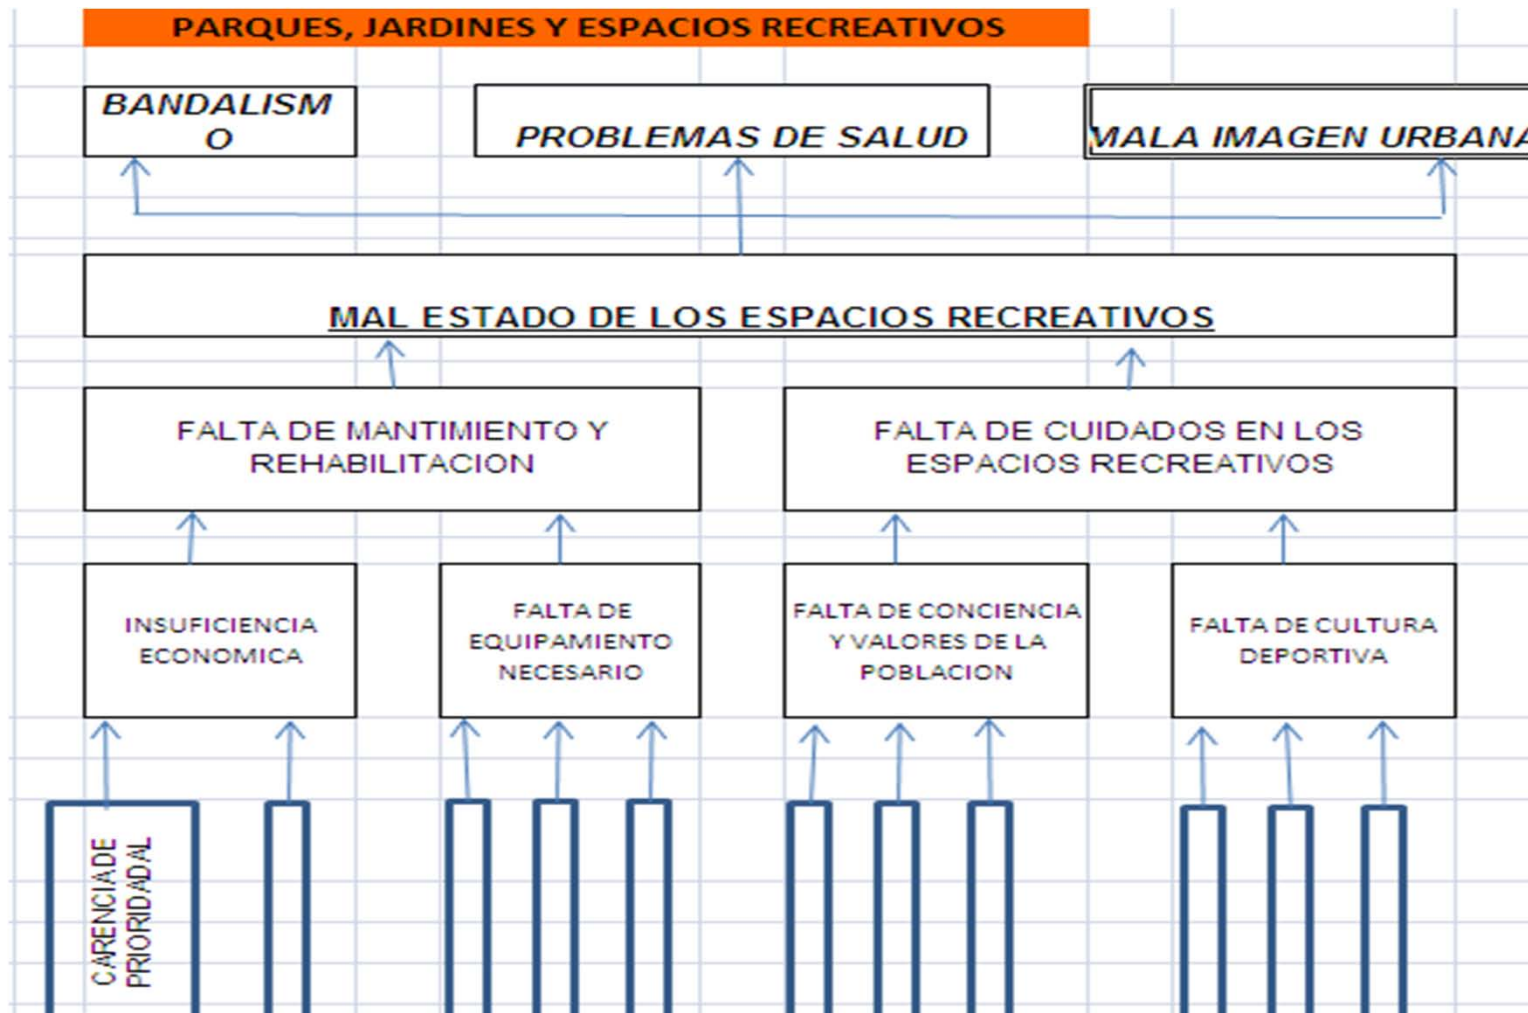 PARQUES, JARDINES Y ESPACIOS RECREATIVOS
BANDALISM
O
PROBLEMAS DE SALUD
MALA IMAGEN URBANA
MAL ESTADO DE LOS ESPACIOS RECREATIVOS
FALTA DE MANTIMIENTO Y
REHABILITACION
FALTA DE CUIDADOS EN LOS
ESPACIOS RECREATIVOS
INSUFICIENCIA
ECONOMICA
FALTA DE
EQUIPAMIENTO
NECESARIO
FALTA DE CONCIENCIA
Y VALORES DE LA
POBLACION
FALTA DE CULTURA
DEPORTIVA
CARENCIA DE
PRIORIDAD AL